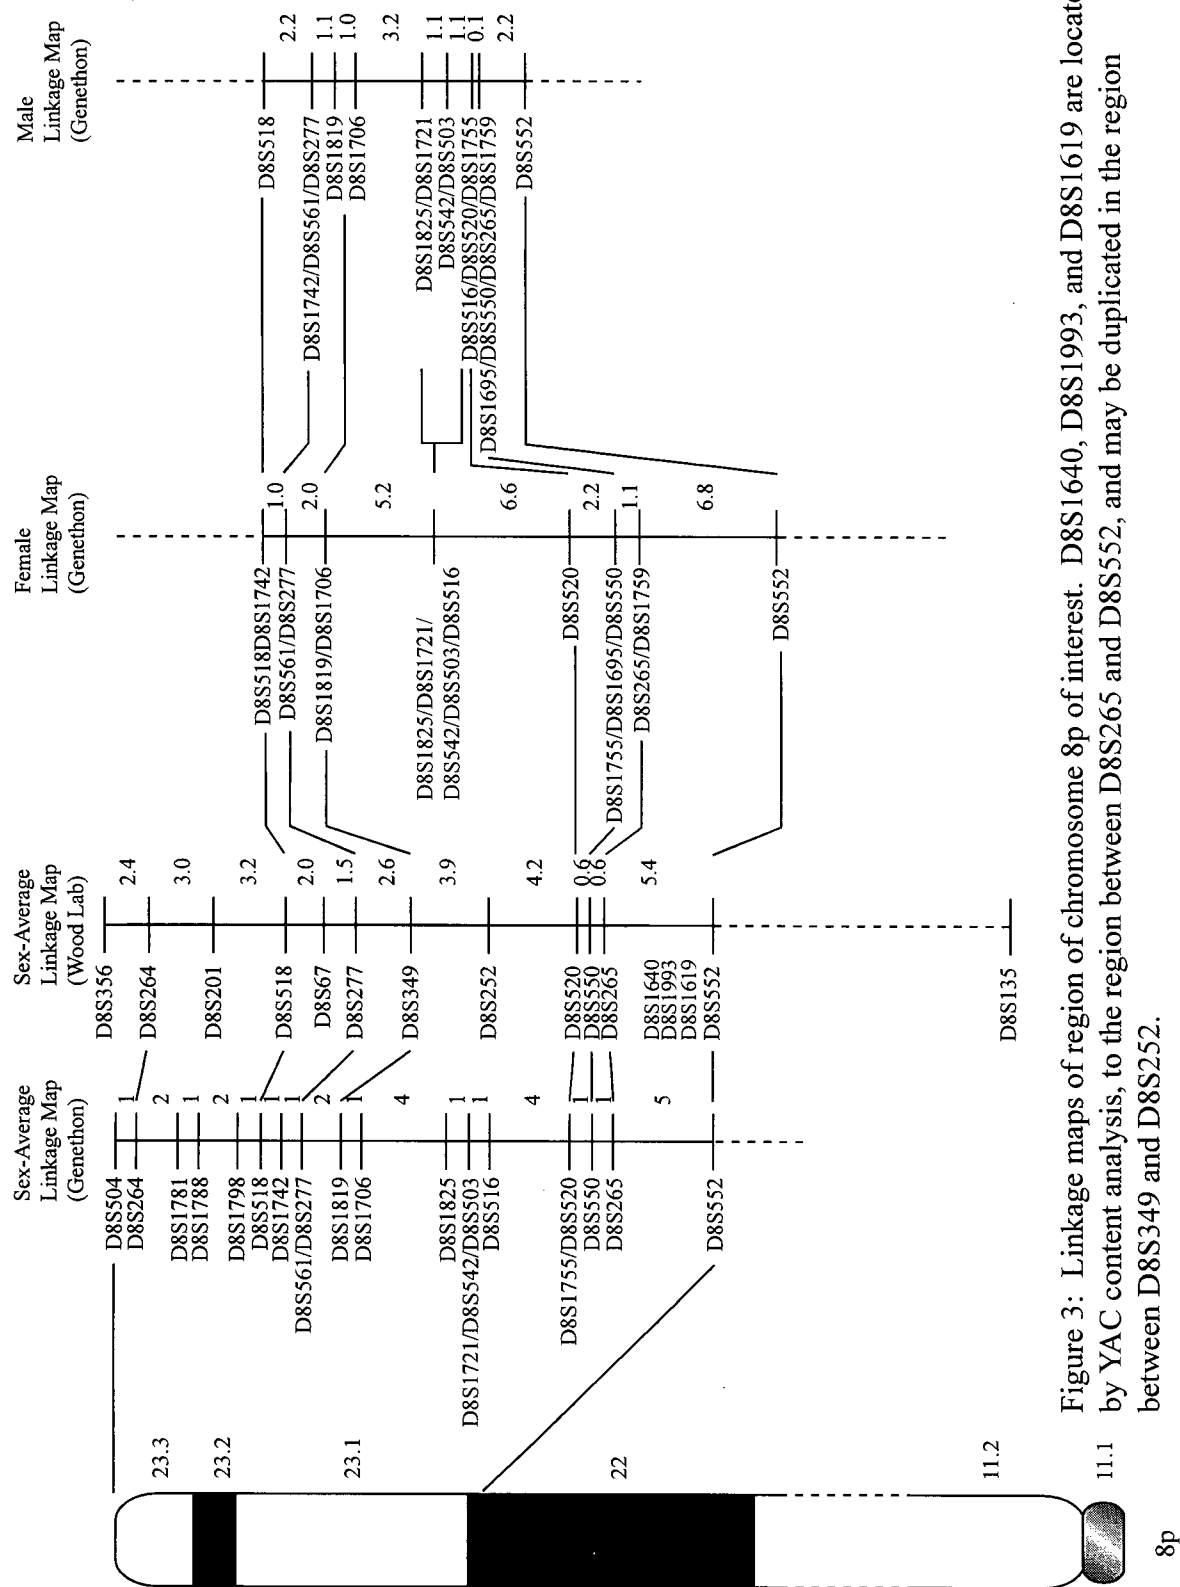 Sex-Average
Linkage Map
(Genethon)
Sex-Average
Linkage Map
(Wood Lab)
Female
Linkage Map
(Genethon)
Male
Linkage Map
(Genethon)
23.3
23.2
23.1
22
11.2
11.1
8p
D8S504
D8S264
D8S1781
D8S1788
D8S1798
D8S518
D8S1742
D8S561/D8S277
D8S1819
D8S1706
D8S1825
D8S1721/D8S542/D8S503
D8S516
D8S1755/D8S520
D8S550
D8S265
D8S552
1
2
1
2
1
1
1
2
1
4
1
1
4
1
1
5
D8S356
D8S264
D8S201
D8S518
D8S67
D8S277
D8S349
D8S252
D8S520
D8S550
D8S265
D8S1640
D8S1993
D8S1619
D8S552
D8S135
2.4
3.0
3.2
2.0
1.5
2.6
3.9
4.2
0.6
0.6
5.4
D8S518D8S1742
D8S561/D8S277
D8S1819/D8S1706
D8S1825/D8S1721/
D8S542/D8S503/D8S516
D8S520
D8S1755/D8S1695/D8S550
D8S265/D8S1759
D8S552
1.0
2.0
5.2
6.6
2.2
1.1
6.8
D8S518
D8S1742/D8S561/D8S277
D8S1819
D8S1706
D8S1825/D8S1721
D8S542/D8S503
D8S516/D8S520/D8S1755
D8S1695/D8S550/D8S265/D8S1759
D8S552
2.2
1.1
1.0
3.2
1.1
1.1
0.1
2.2
Figure 3: Linkage maps of region of chromosome 8p of interest. D8S1640, D8S1993, and D8S1619 are locate
by YAC content analysis, to the region between D8S265 and D8S552, and may be duplicated in the region
between D8S349 and D8S252.